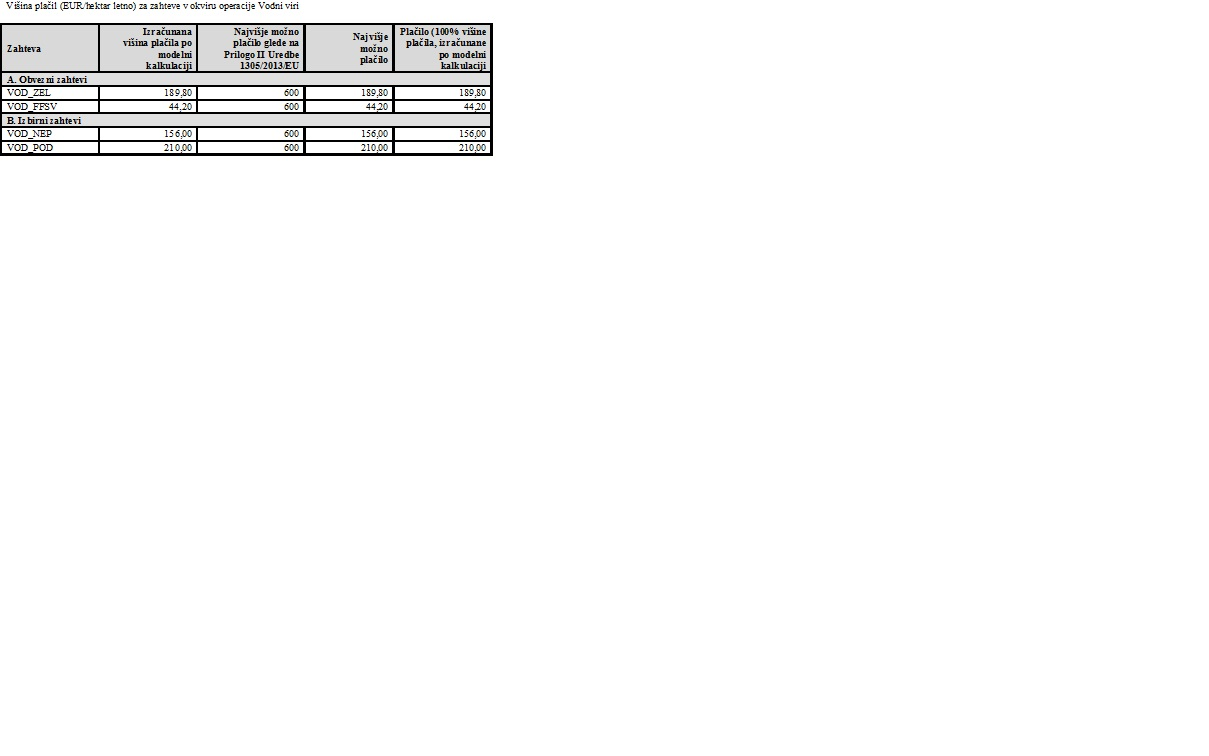 Višina plačil (EUR/hektar letno) za zahteve v okviru operacije Vodni viri
Zahteva
Izračunana
višina plačila po
modelni
kalkulaciji
Najvišje možno
plačilo glede na
Prilogo II Uredbe
1305/2013/EU
Najvišje
možno
plačilo
Plačilo (100% višine
plačila, izračunane
po modelni
kalkulaciji
A. Obvezni zahtevi
VOD_ZEL 189,80 600 189,80 189,80
VOD_FFSV 44,20 600 44,20 44,20
B. Izbirni zahtevi
VOD_NEP 156,00 600 156,00 156,00
VOD_POD 210,00 600 210,00 210,00